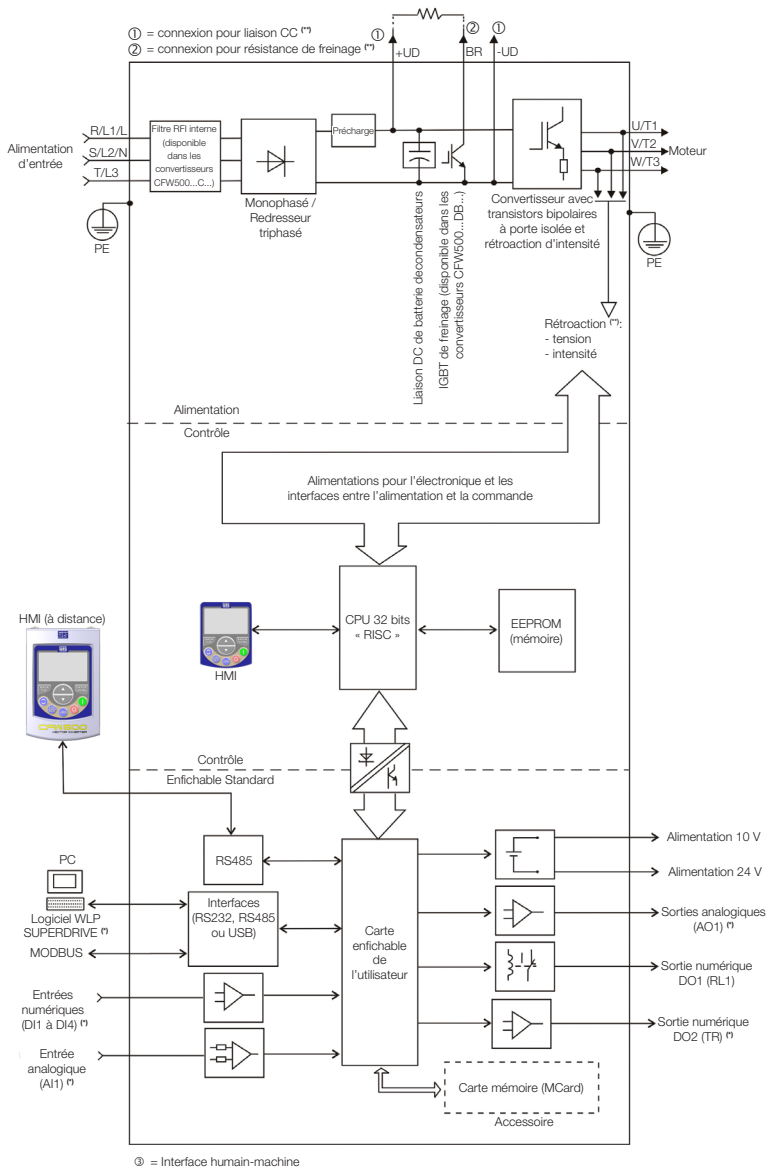 ① = connexion pour liaison CC (**)
② = connexion pour résistance de freinage (**)
①
②
①
+UD
BR
-UD
R/L1/L
S/L2/N
T/L3
Alimentation
d'entrée
PE
Filtre RFI interne
(disponible
dans les
convertisseurs
CFW500...C...)
Monophasé /
Redresseur
triphasé
Précharge
Liaison DC de batterie decondensateurs
IGBT de freinage (disponible dans les
convertisseurs CFW500...DB...)
Convertisseur avec
transistors bipolaires
à porte isolée et
rétroaction d'intensité
U/T1
V/T2
W/T3
Moteur
PE
Rétroaction (**):
- tension
- intensité
Alimentation
Contrôle
Alimentations pour l'électronique et les
interfaces entre l'alimentation et la commande
HMI (à distance)
CFW500
VECTOR INVERTER
HMI
CPU 32 bits
« RISC »
EEPROM
(mémoire)
Contrôle
Enfichable Standard
RS485
PC
Logiciel WLP
SUPERDRIVE (*)
MODBUS
Interfaces
(RS232, RS485
ou USB)
Entrées
numériques
(DI1 à DI4) (*)
Entrée
analogique
(AI1) (*)
Carte
enfichable
de
l'utilisateur
Alimentation 10 V
Alimentation 24 V
Sorties analogiques
(AO1) (*)
Sortie numérique
DO1 (RL1)
Sortie numérique
DO2 (TR) (*)
Carte mémoire (MCard)
Accessoire
③ = Interface humain-machine